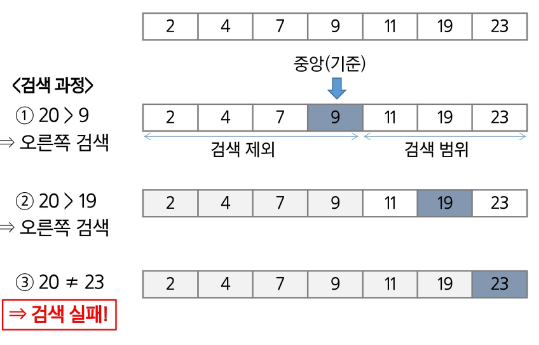 2 4 7 9 11 19 23
중앙(기준)
<검색 과정>
① 20 > 9
2 4 7 9 11 19 23
⇒ 오른쪽 검색
검색 제외 검색 범위
② 20 > 19
2 4 7 9 11 19 23
⇒ 오른쪽 검색
③ 20 ≠ 23
2 4 7 9 11 19 23
⇒ 검색 실패!